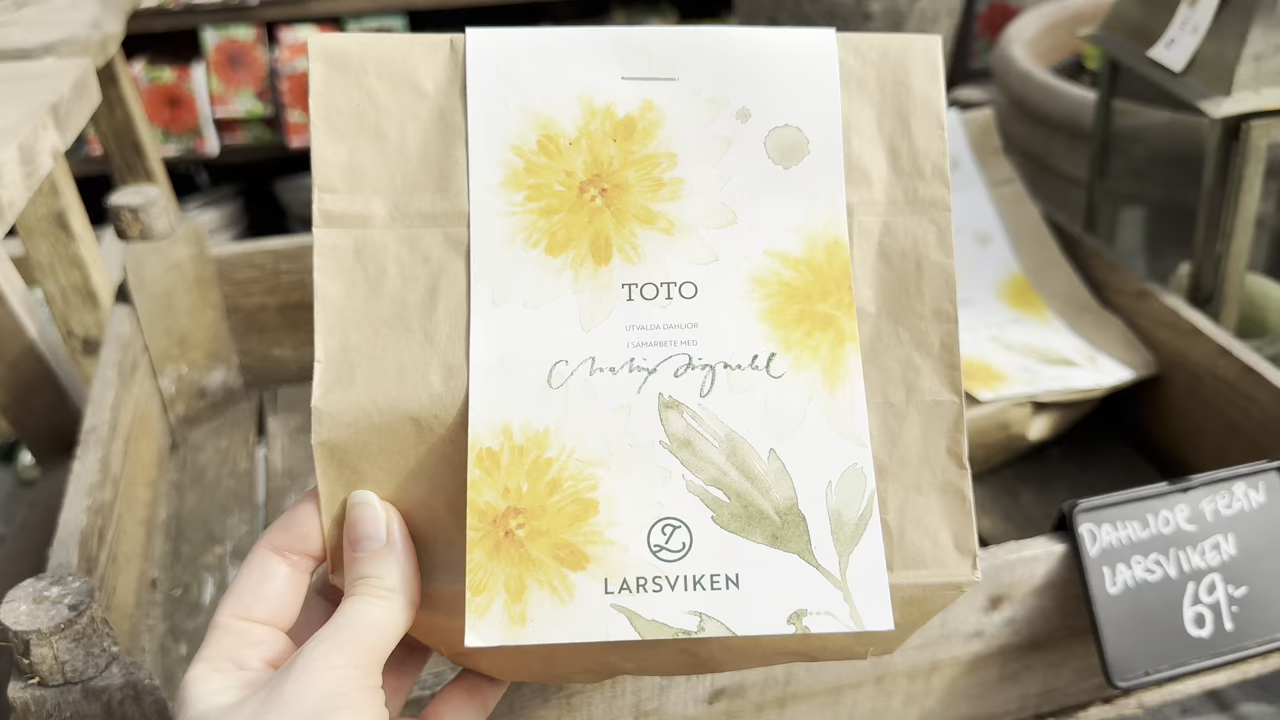 TOTO
UTVALDA DAHLIOR
I SAMARBETE MED
LARSVIKEN
DAHLIOR FRÅN
LARSVIKEN
69:-